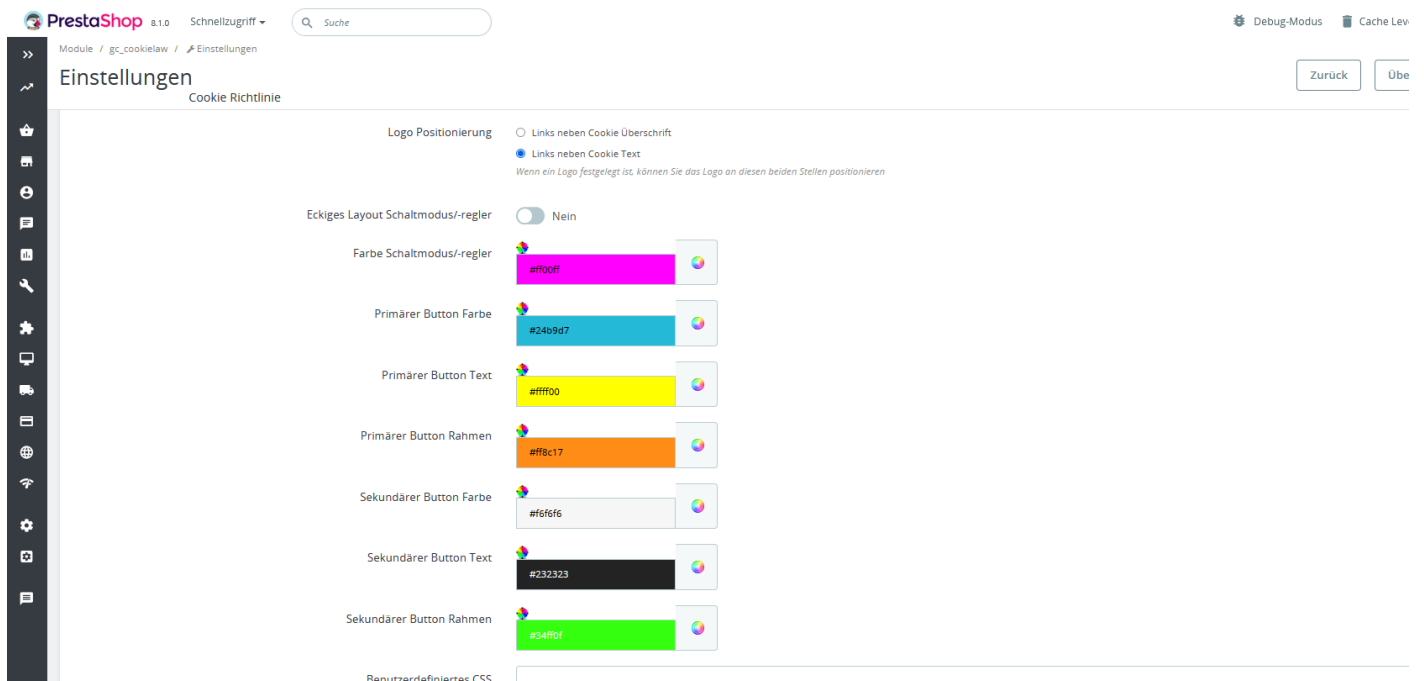 PrestaShop 8.1.0 Schnellzugriff Suche Debug-Modus
Module / gc_cookielaw / Einstellungen
Einstellungen
Zurück
Cookie Richtlinie
Logo Positionierung
Links neben Cookie Überschrift
Links neben Cookie Text
Wenn ein Logo festgelegt ist, können Sie das Logo an diesen beiden Stellen positionieren
Eckiges Layout Schaltmodus/-regler Nein
Farbe Schaltmodus/-regler
#ff00ff
Primärer Button Farbe
#24b9d7
Primärer Button Text
#ffff00
Primärer Button Rahmen
#ff8c17
Sekundärer Button Farbe
#f6f6f6
Sekundärer Button Text
#232323
Sekundärer Button Rahmen
#34ff0f
Benutzerdefiniertes CSS